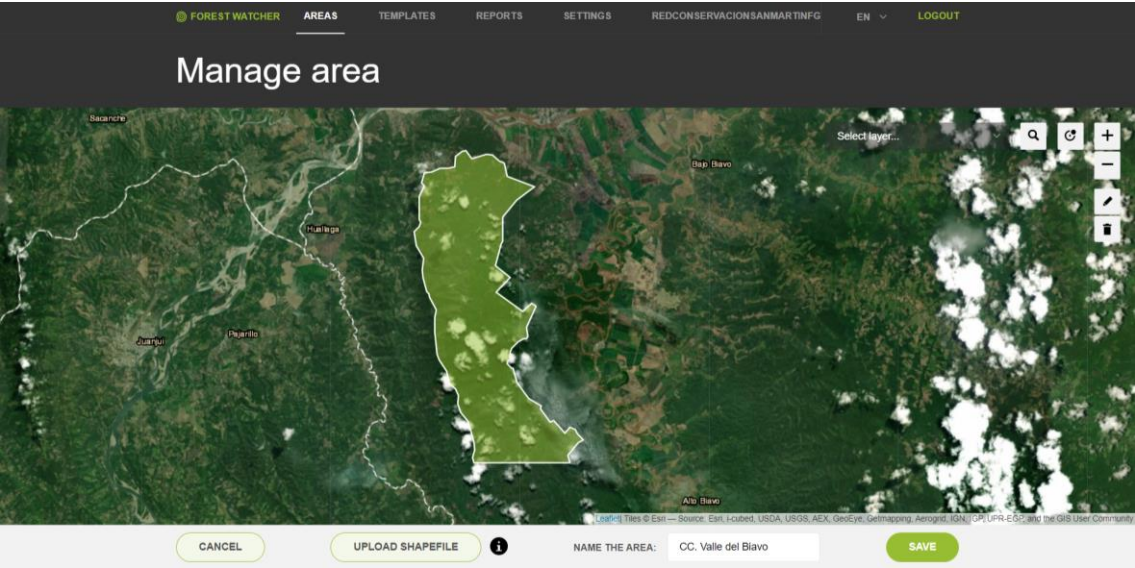 FOREST WATCHER AREAS TEMPLATES REPORTS SETTINGS REDCONSERVACIONSANMARTINFG EN LOGOUT
Manage area
Sacanche
Select layer...
Bajo Biavo
Huallaga
Pajarillo
Juanjui
Alto Biavo
Leaflet | Tiles © Esri — Source: Esri, i-cubed, USDA, USGS, AEX, GeoEye, Getmapping, Aerogrid, IGN, IGP, UPR-EGP, and the GIS User Community
CANCEL UPLOAD SHAPEFILE NAME THE AREA: CC. Valle del Biavo SAVE